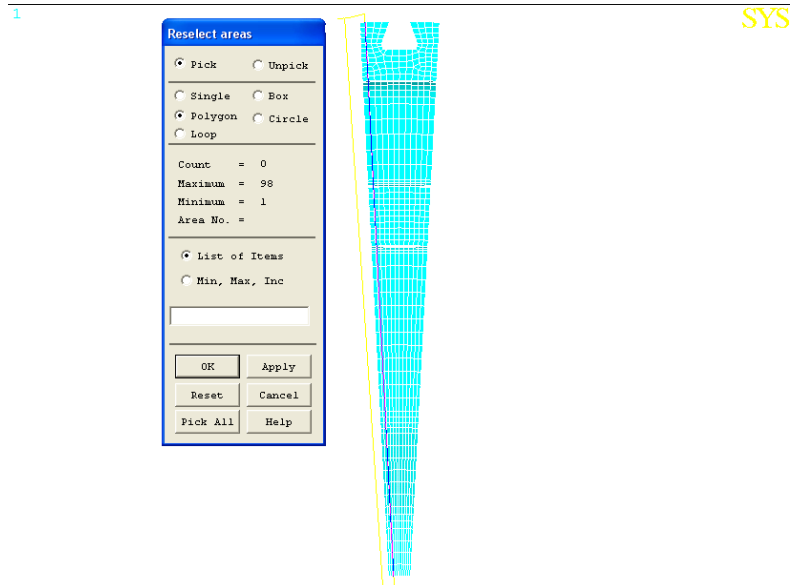 1
SYS
Reselect areas
Pick Unpick
Single Box
Polygon Circle
Loop
Count = 0
Maximum = 98
Minimum = 1
Area No. =
List of Items
Min, Max, Inc
OK Apply
Reset Cancel
Pick All Help